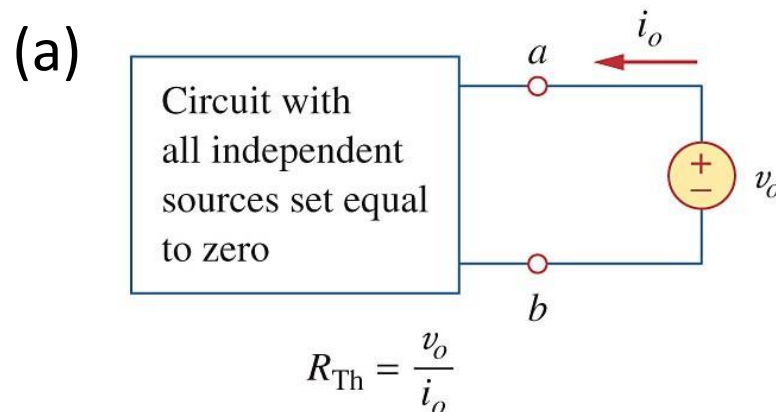 (a)
i_o
a
Circuit with
all independent
sources set equal
to zero
+
−
v_o
b
R_Th = v_o / i_o